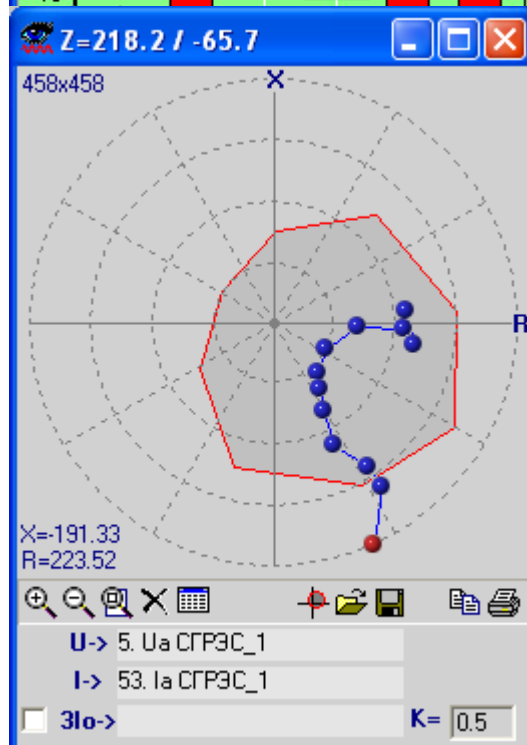 Z=218.2 / -65.7
458x458
X
R
X=-191.33
R=223.52
U-> 5. Ua СГРЭС_1
I-> 53. Ia СГРЭС_1
3Io-> K= 0.5